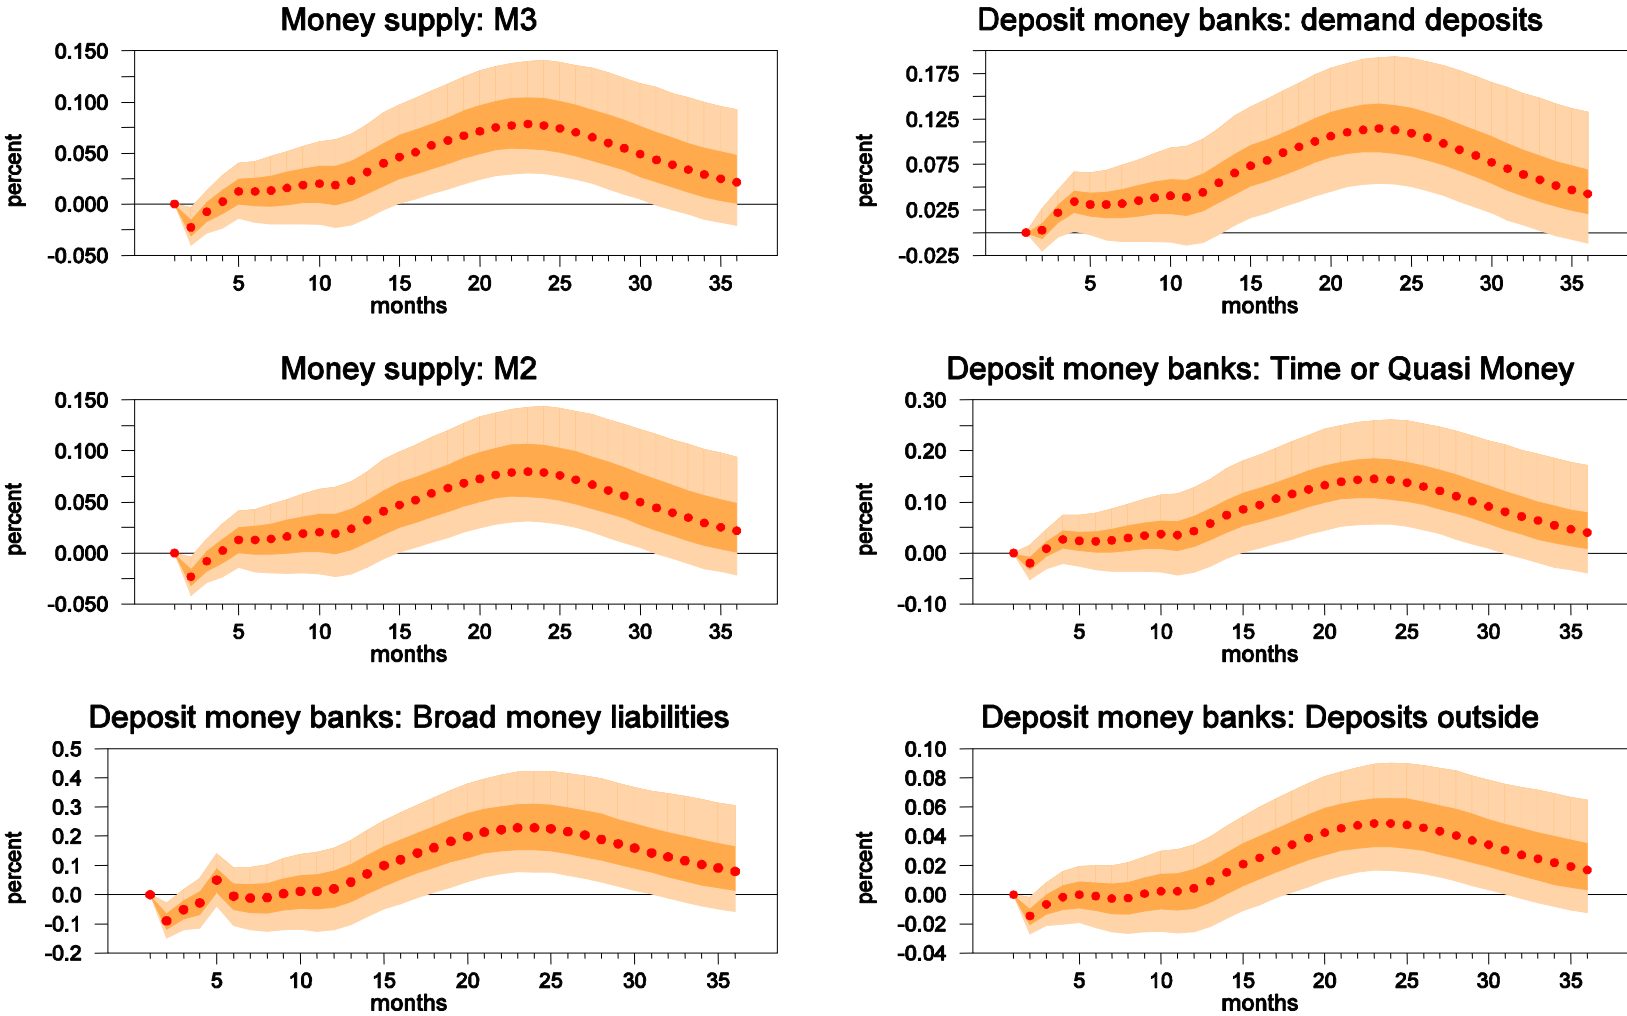 Money supply: M3
0.150
0.100
0.050
0.000
-0.050
percent
5 10 15 20 25 30 35
months
Deposit money banks: demand deposits
0.175
0.125
0.075
0.025
-0.025
percent
5 10 15 20 25 30 35
months
Money supply: M2
0.150
0.100
0.050
0.000
-0.050
percent
5 10 15 20 25 30 35
months
Deposit money banks: Time or Quasi Money
0.30
0.20
0.10
0.00
-0.10
percent
5 10 15 20 25 30 35
months
Deposit money banks: Broad money liabilities
0.5
0.4
0.3
0.2
0.1
0.0
-0.1
-0.2
percent
5 10 15 20 25 30 35
months
Deposit money banks: Deposits outside
0.10
0.08
0.06
0.04
0.02
0.00
-0.02
-0.04
percent
5 10 15 20 25 30 35
months